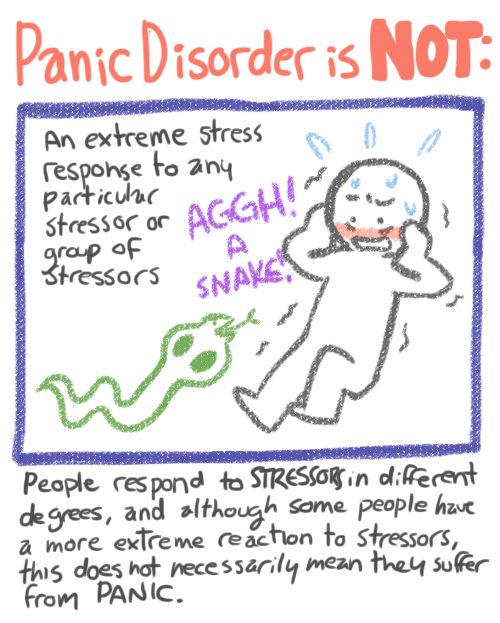 Panic Disorder is NOT:
An extreme stress
response to any
particular
stressor or
group of
stressors
AGGH!
A
SNAKE!
People respond to STRESSORS in different
degrees, and although some people have
a more extreme reaction to stressors,
this does not necessarily mean they suffer
from PANIC.